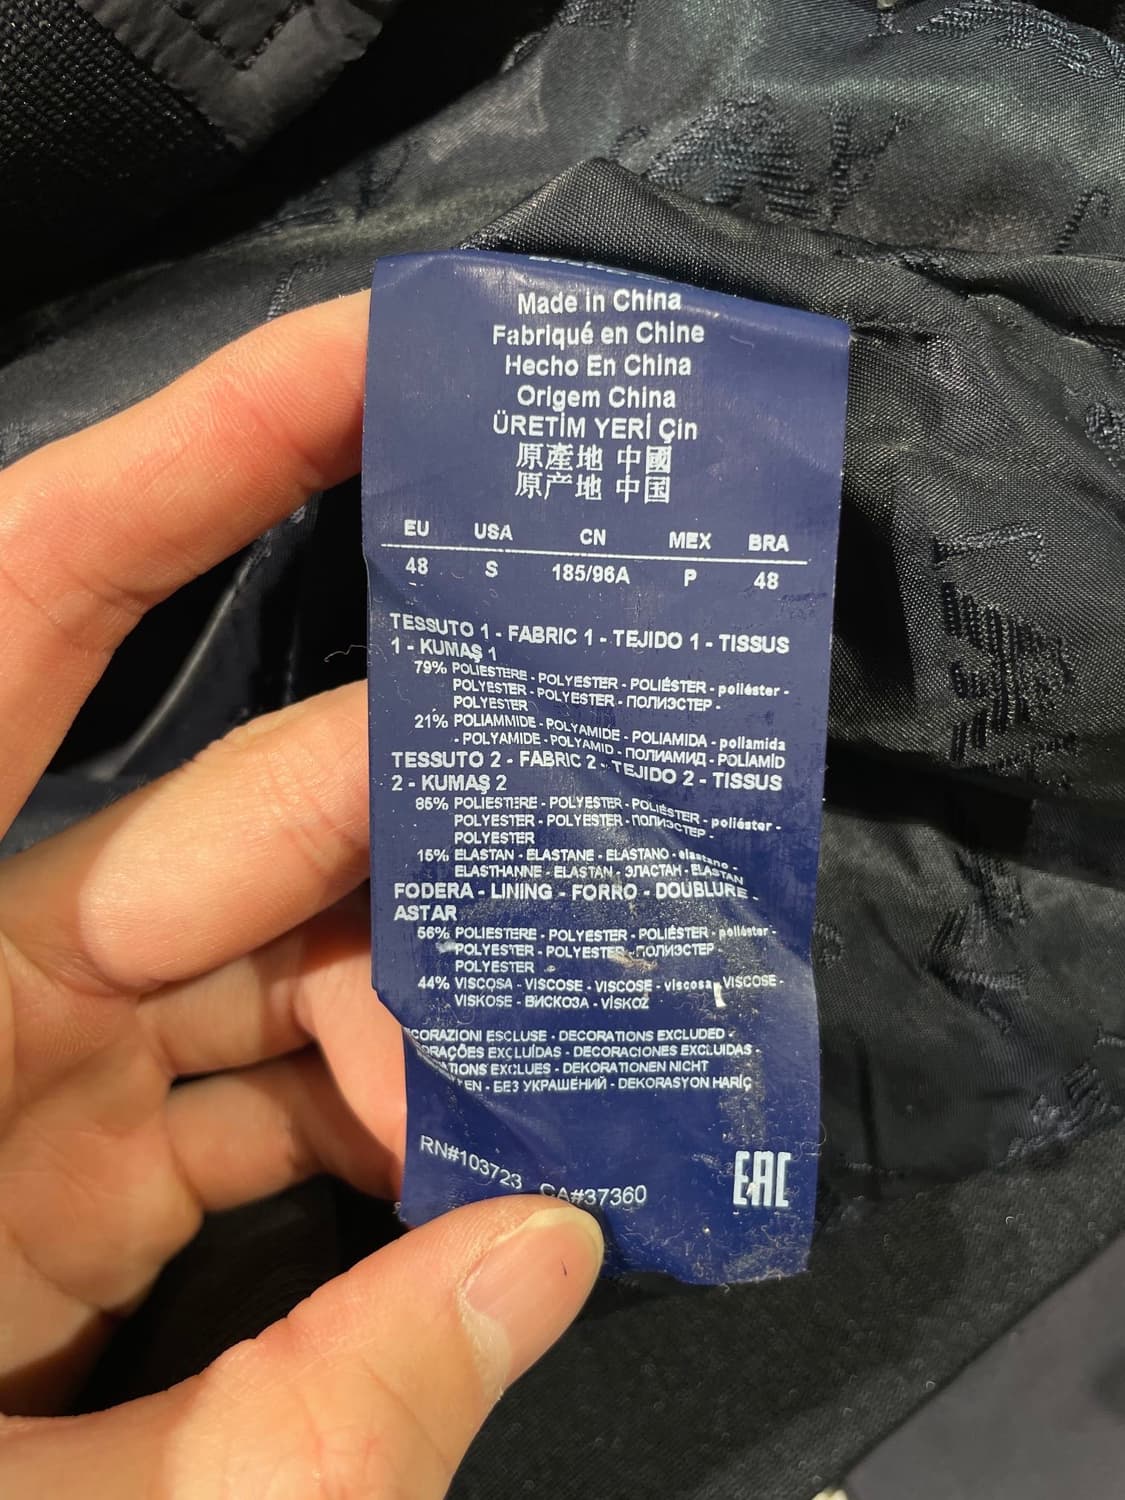 Made in China
Fabriqué en Chine
Hecho En China
Origem China
ÜRETİM YERİ Çin
原產地 中國
原产地 中国
EU USA CN MEX BRA
48 S 185/96A P 48
TESSUTO 1 - FABRIC 1 - TEJIDO 1 - TISSUS
1 - KUMAŞ 1
79% POLIESTERE - POLYESTER - POLIÉSTER - poliéster -
POLYESTER - POLYESTER - ПОЛИЭСТЕР -
POLYESTER
21% POLIAMMIDE - POLYAMIDE - POLIAMIDA - poliamida
- POLYAMIDE - POLYAMID - ПОЛИАМИД - POLİAMİD
TESSUTO 2 - FABRIC 2 - TEJIDO 2 - TISSUS
2 - KUMAŞ 2
85% POLIESTERE - POLYESTER - POLIÉSTER - poliéster -
POLYESTER - POLYESTER - ПОЛИЭСТЕР -
POLYESTER
15% ELASTAN - ELASTANE - ELASTANO - elastano -
ELASTHANNE - ELASTAN - ЭЛАСТАН - ELASTAN
FODERA - LINING - FORRO - DOUBLURE -
ASTAR
56% POLIESTERE - POLYESTER - POLIÉSTER - poliéster -
POLYESTER - POLYESTER - ПОЛИЭСТЕР
POLYESTER
44% VISCOSA - VISCOSE - VISCOSE - viscosa VISCOSE -
VISKOSE - ВИСКОЗА - VİSKOZ
CORAZIONI ESCLUSE - DECORATIONS EXCLUDED -
ORAÇÕES EXCLUÍDAS - DECORACIONES EXCLUIDAS -
TIONS EXCLUES - DEKORATIONEN NICHT
EN - БЕЗ УКРАШЕНИЙ - DEKORASYON HARİÇ
RN#103723 CA#37360
EAC